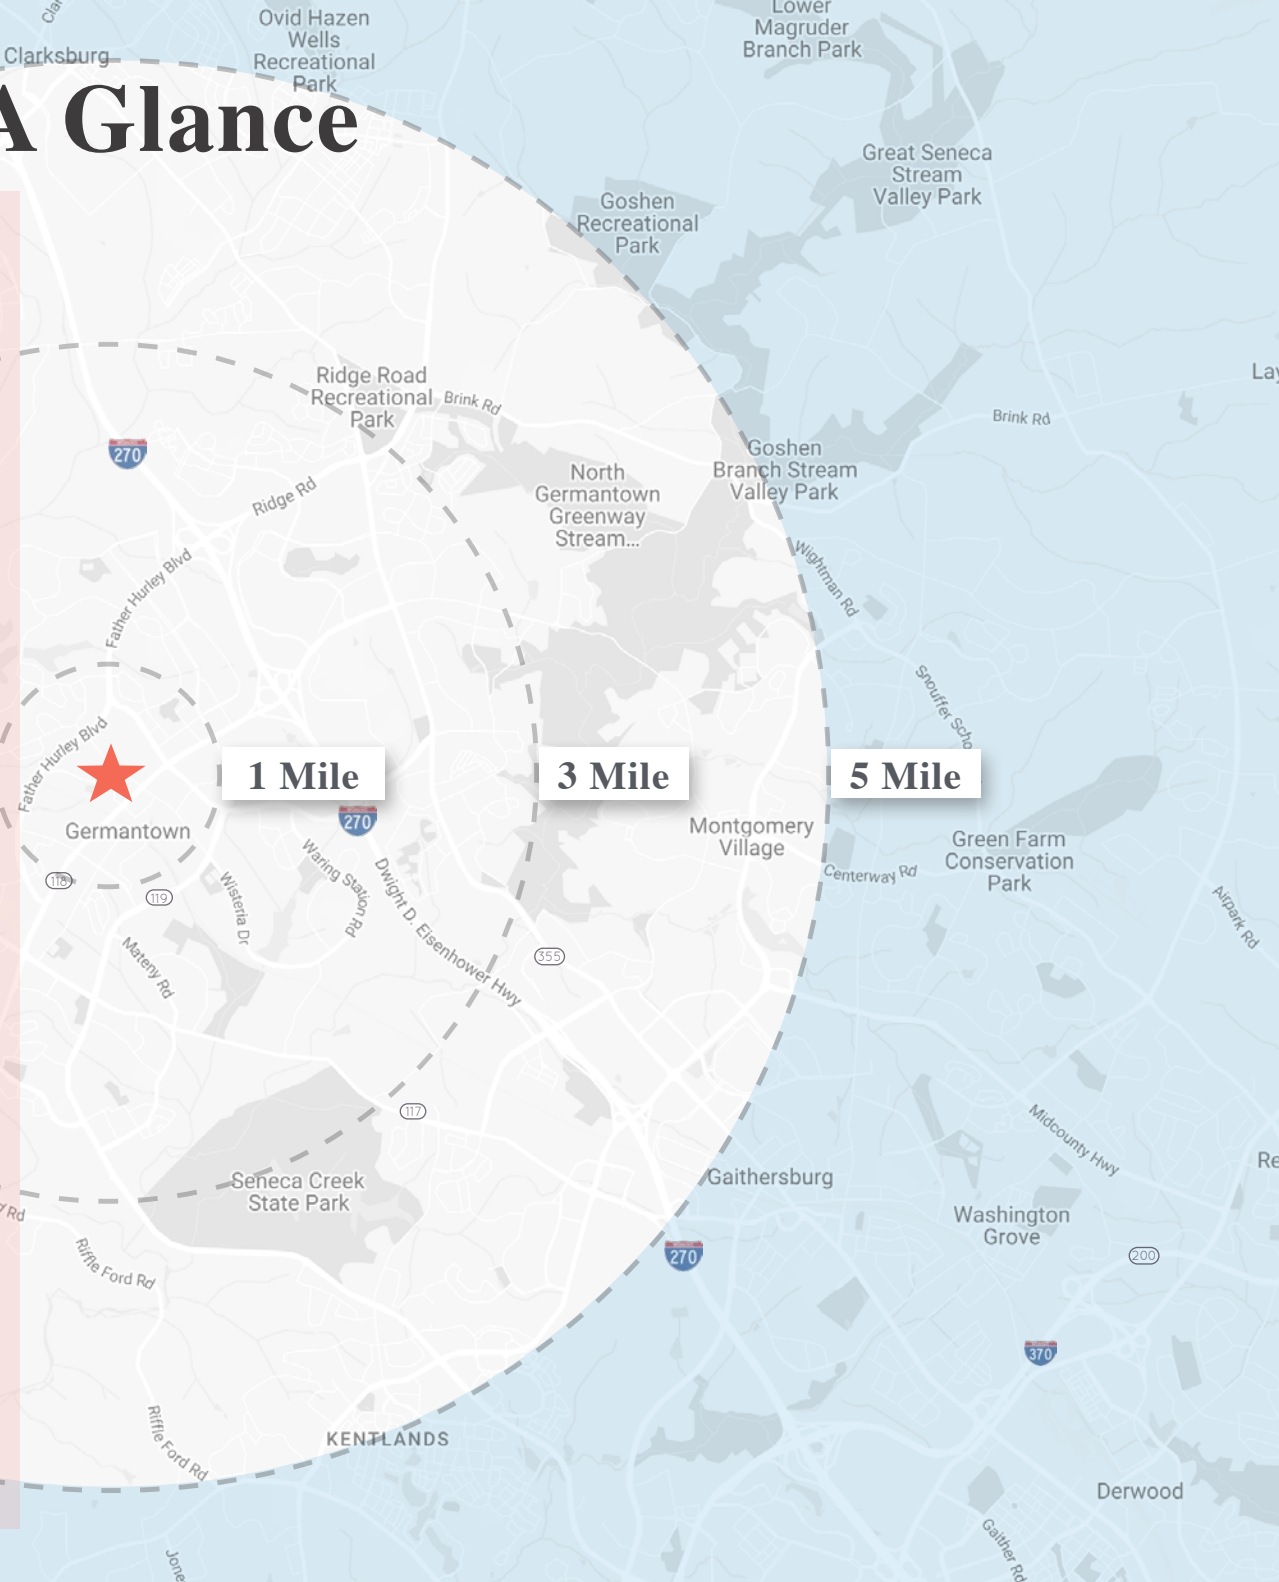 Clarksburg
Ovid Hazen
Wells
Recreational
Park
Lower
Magruder
Branch Park
A Glance
Great Seneca
Stream
Valley Park
Goshen
Recreational
Park
Ridge Road
Recreational
Park
Brink Rd
Brink Rd
270
Ridge Rd
North
Germantown
Greenway
Stream...
Goshen
Branch Stream
Valley Park
Father Hurley Blvd
Wightman Rd
Snouffer Scho
Father Hurley Blvd
1 Mile
3 Mile
5 Mile
Germantown
270
Montgomery
Village
Green Farm
Conservation
Park
Centerway Rd
118
119
Wisteria Dr
Waring Station Rd
Dwight D. Eisenhower Hwy
Airpark Rd
Mateny Rd
355
117
Midcounty Hwy
Seneca Creek
State Park
Gaithersburg
Washington
Grove
Rd
Riffle Ford Rd
270
200
370
Riffle Ford Rd
KENTLANDS
Derwood
Gaither Rd